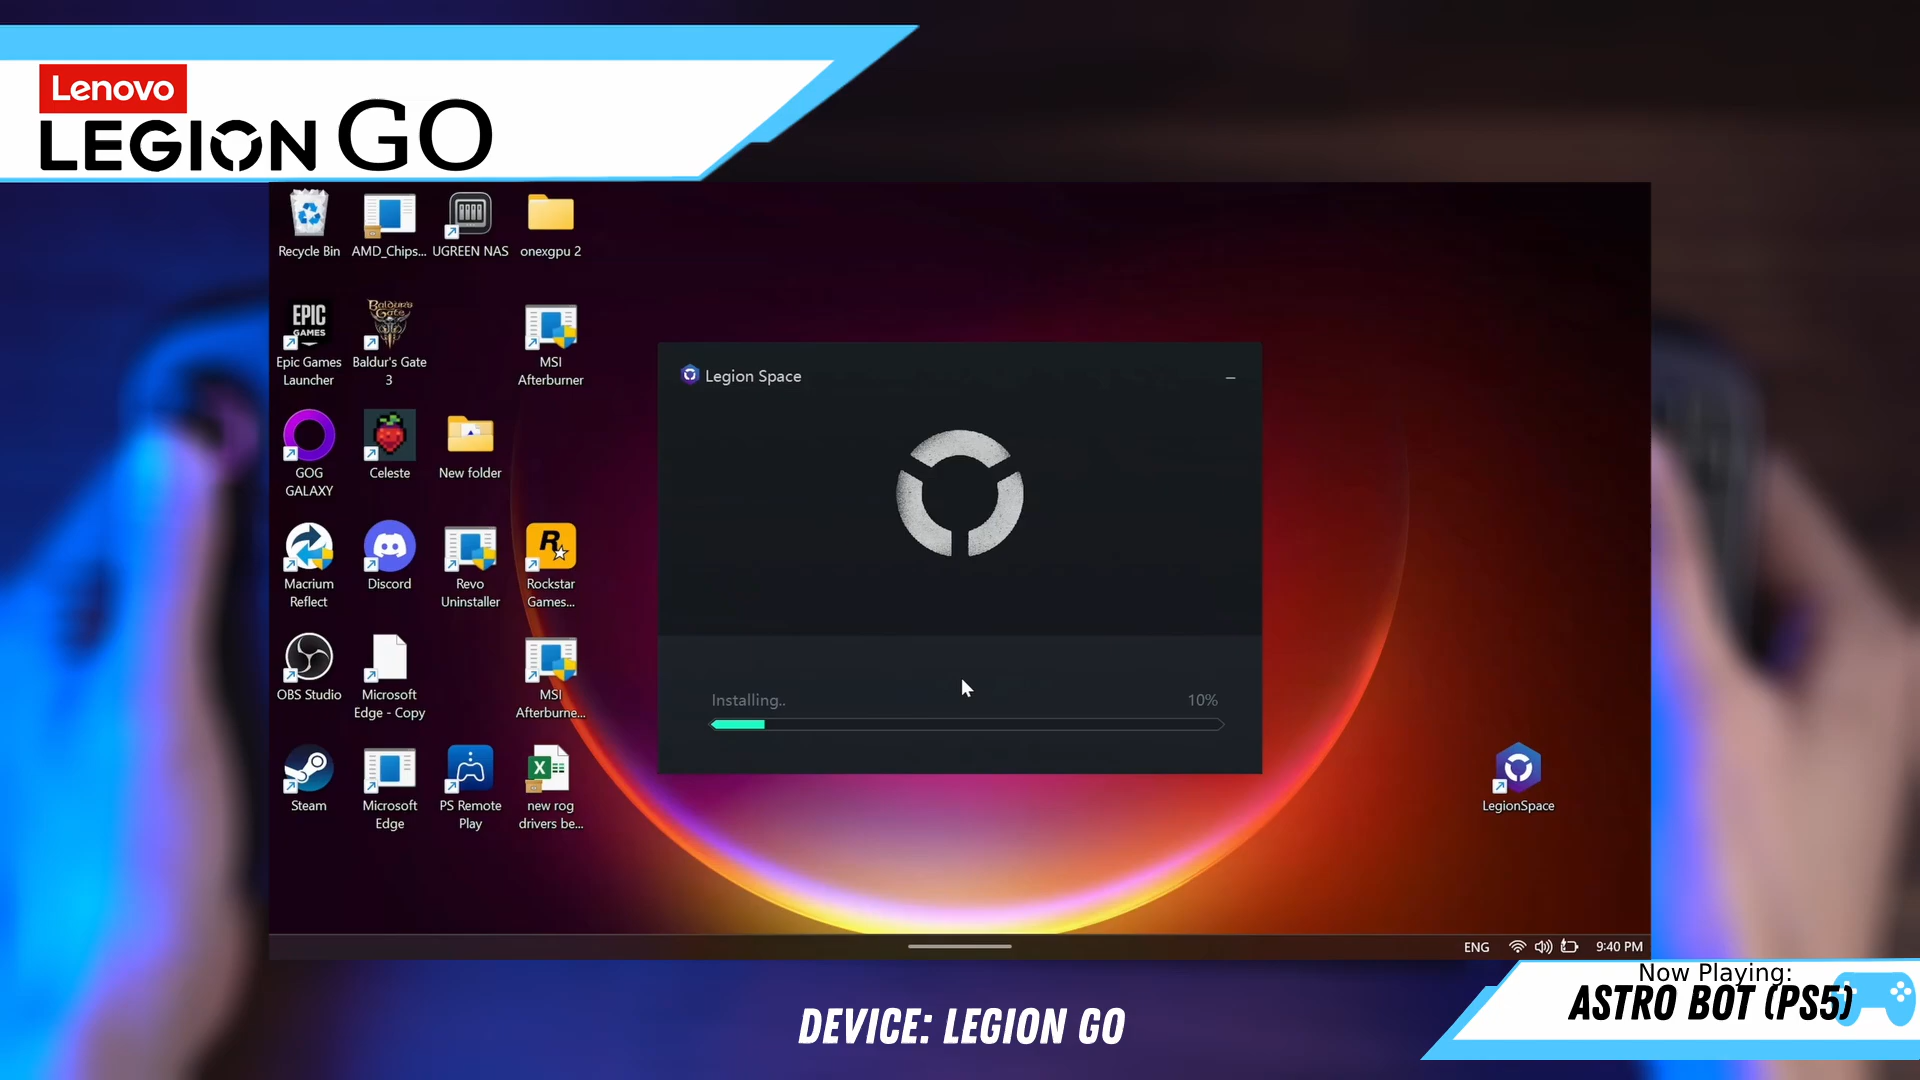 Lenovo
LEGION GO
Recycle Bin
AMD_Chips...
UGREEN NAS
onexgpu 2
EPIC
GAMES
Epic Games
Launcher
Baldur's Gate
Baldur's Gate
3
MSI
Afterburner
GOG
GALAXY
Celeste
New folder
Macrium
Reflect
Discord
Revo
Uninstaller
R
Rockstar
Games...
OBS Studio
Microsoft
Edge - Copy
MSI
Afterburne...
Steam
Microsoft
Edge
PS Remote
Play
X
new rog
drivers be...
Legion Space
Installing..
10%
LegionSpace
ENG
9:40 PM
Now Playing:
ASTRO BOT (PS5)
DEVICE: LEGION GO